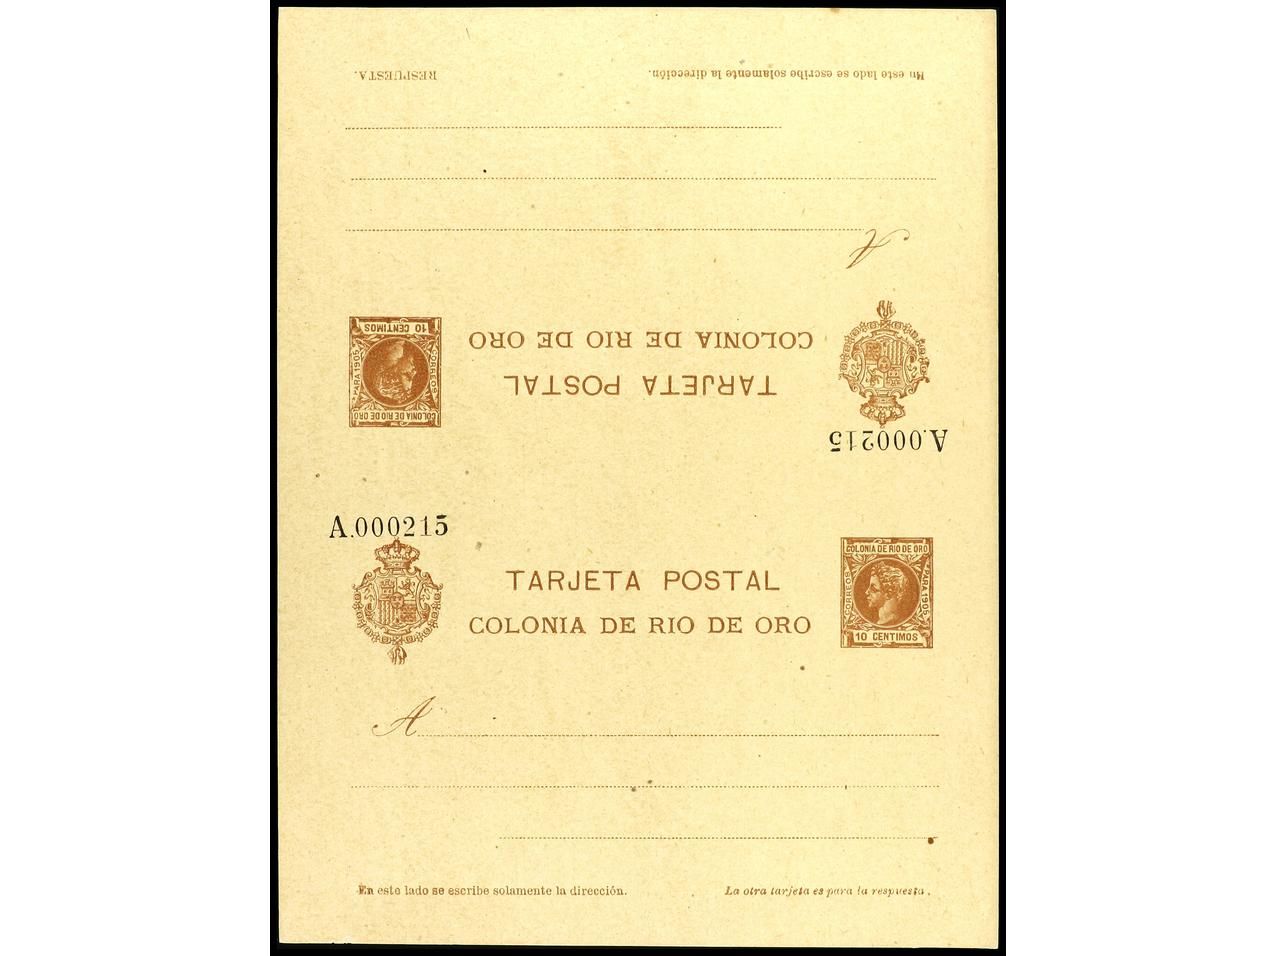 RESPUESTA.
En este lado se escribe solamente la dirección.
A
TARJETA POSTAL
COLONIA DE RIO DE ORO
A.000215
COLONIA DE RIO DE ORO
CORREOS
PARA 1905
10 CENTIMOS
A.000215
TARJETA POSTAL
COLONIA DE RIO DE ORO
COLONIA DE RIO DE ORO
CORREOS
PARA 1905
10 CENTIMOS
A
En este lado se escribe solamente la dirección.
La otra tarjeta es para la respuesta.